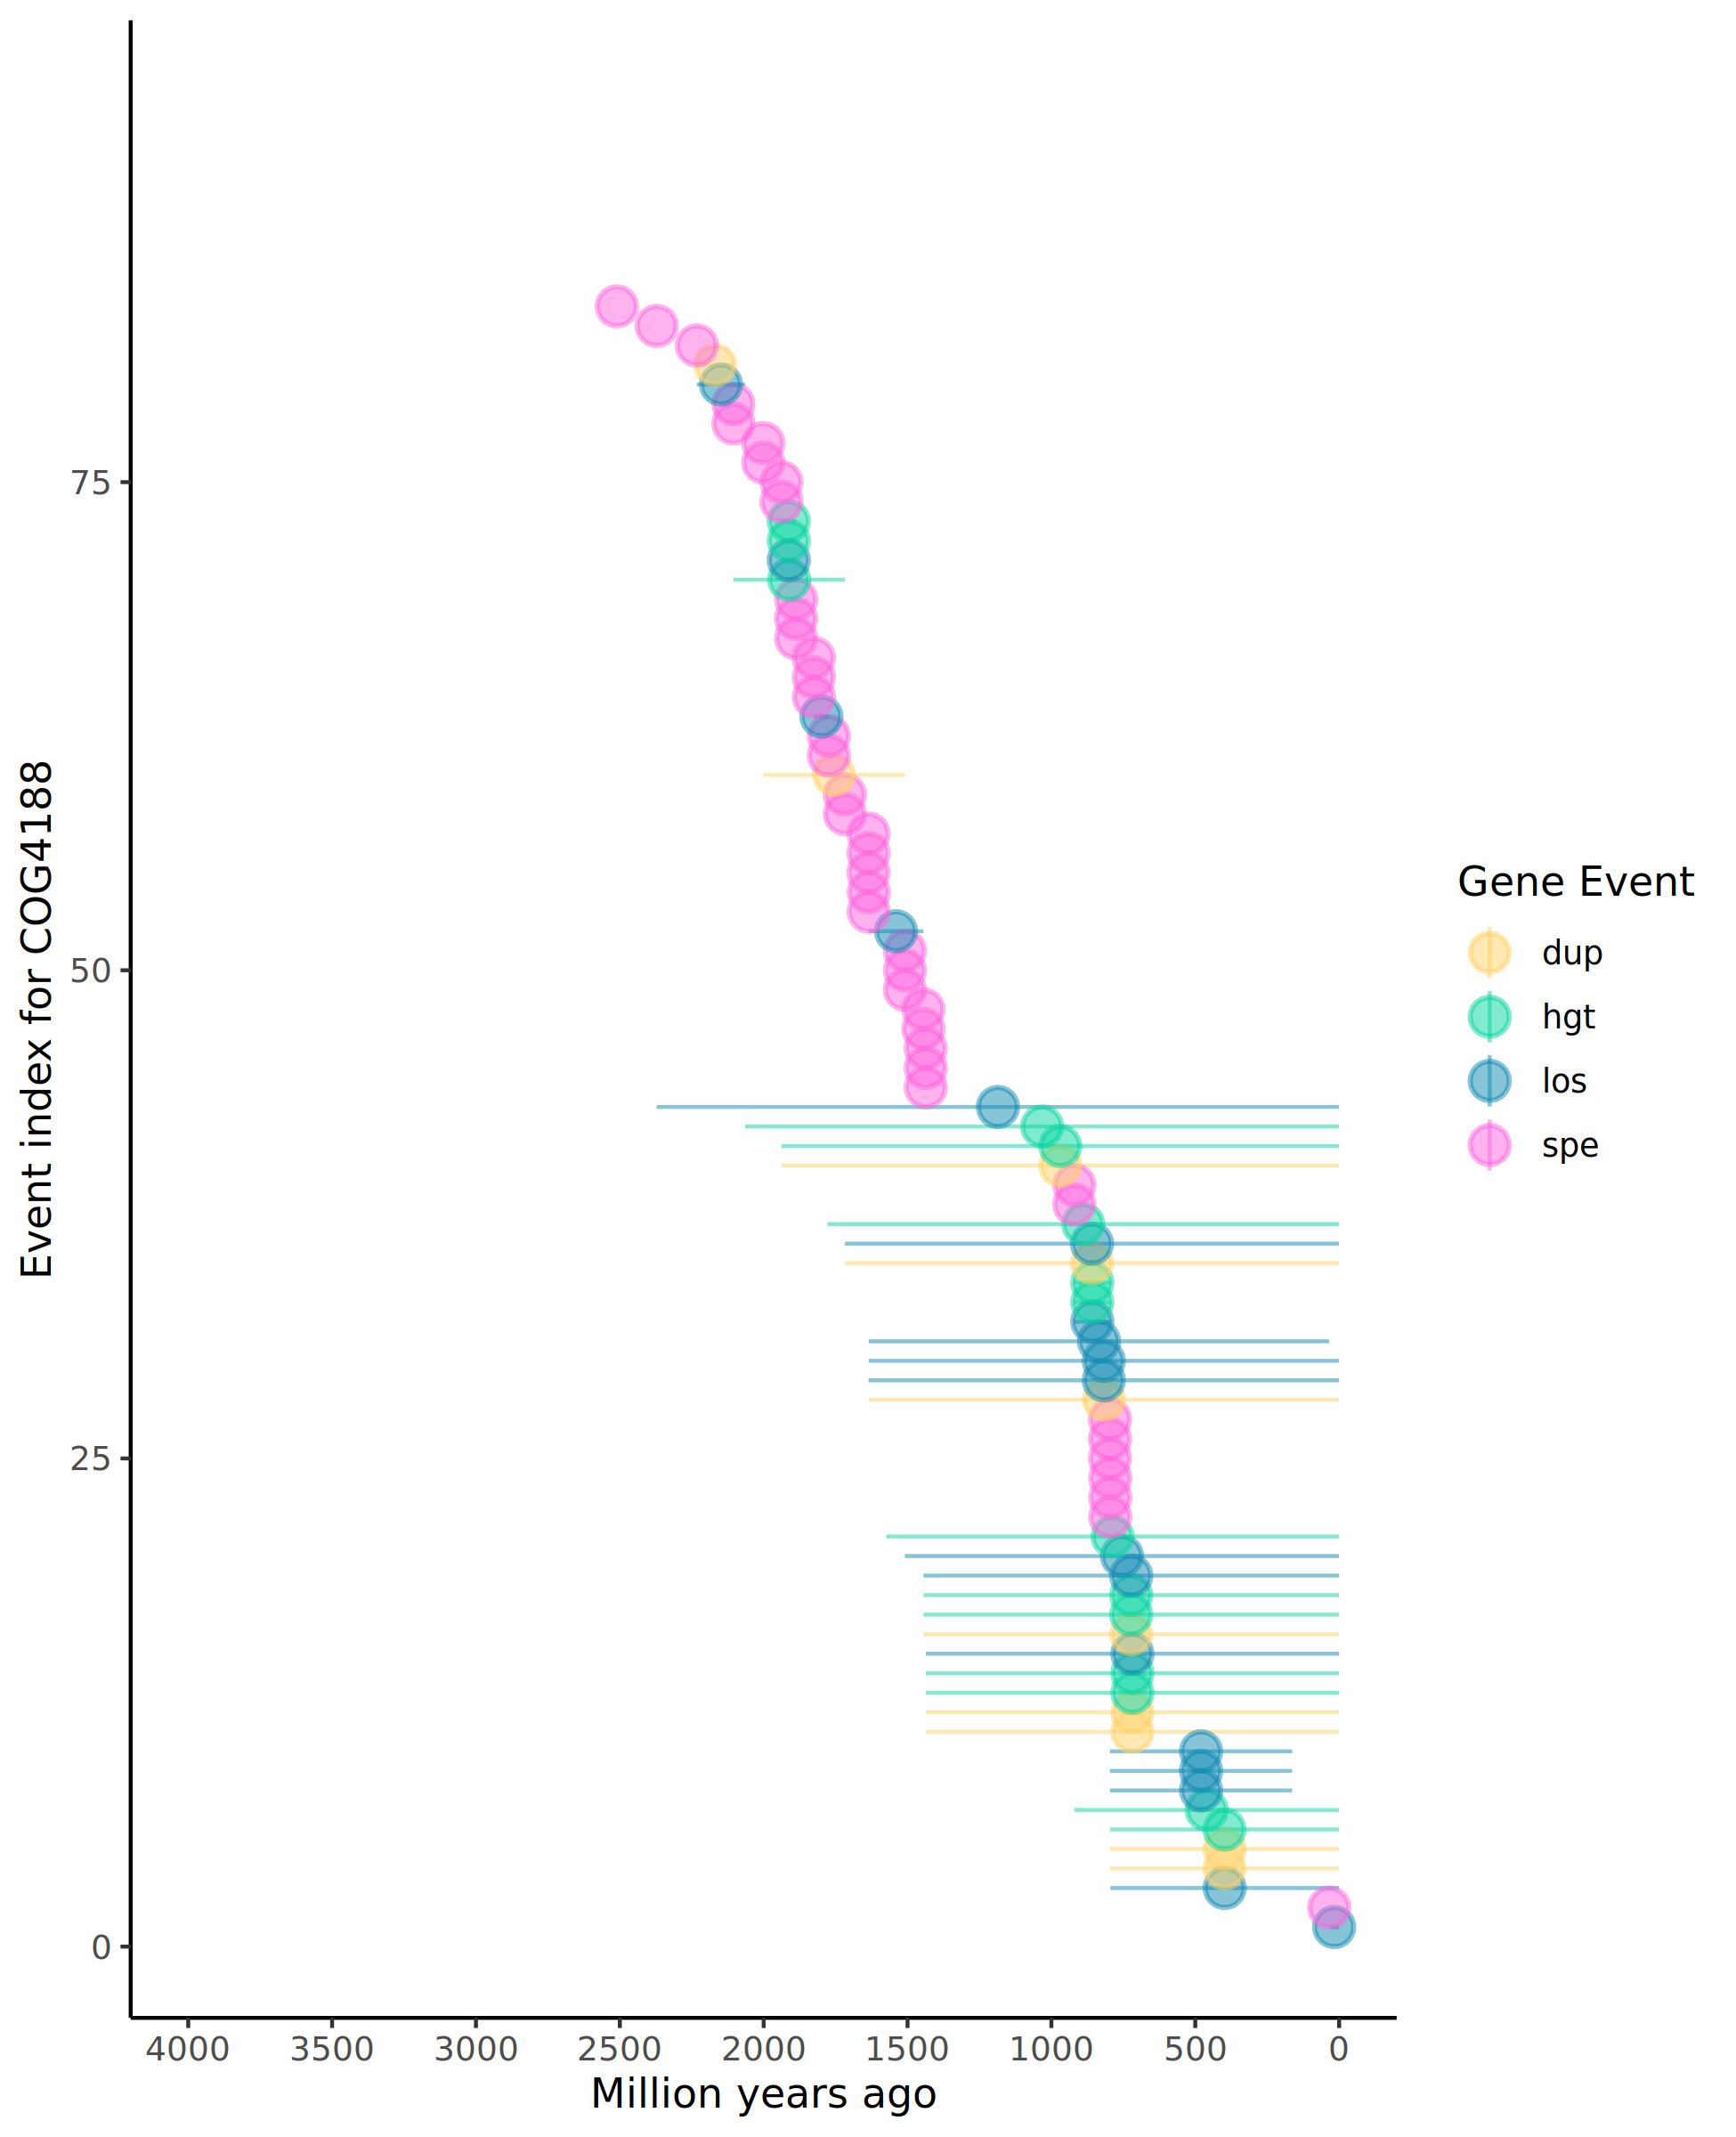 Event index for COG4188
75
50
25
0
4000 3500 3000 2500 2000 1500 1000 500 0
Million years ago
Gene Event
dup
hgt
los
spe